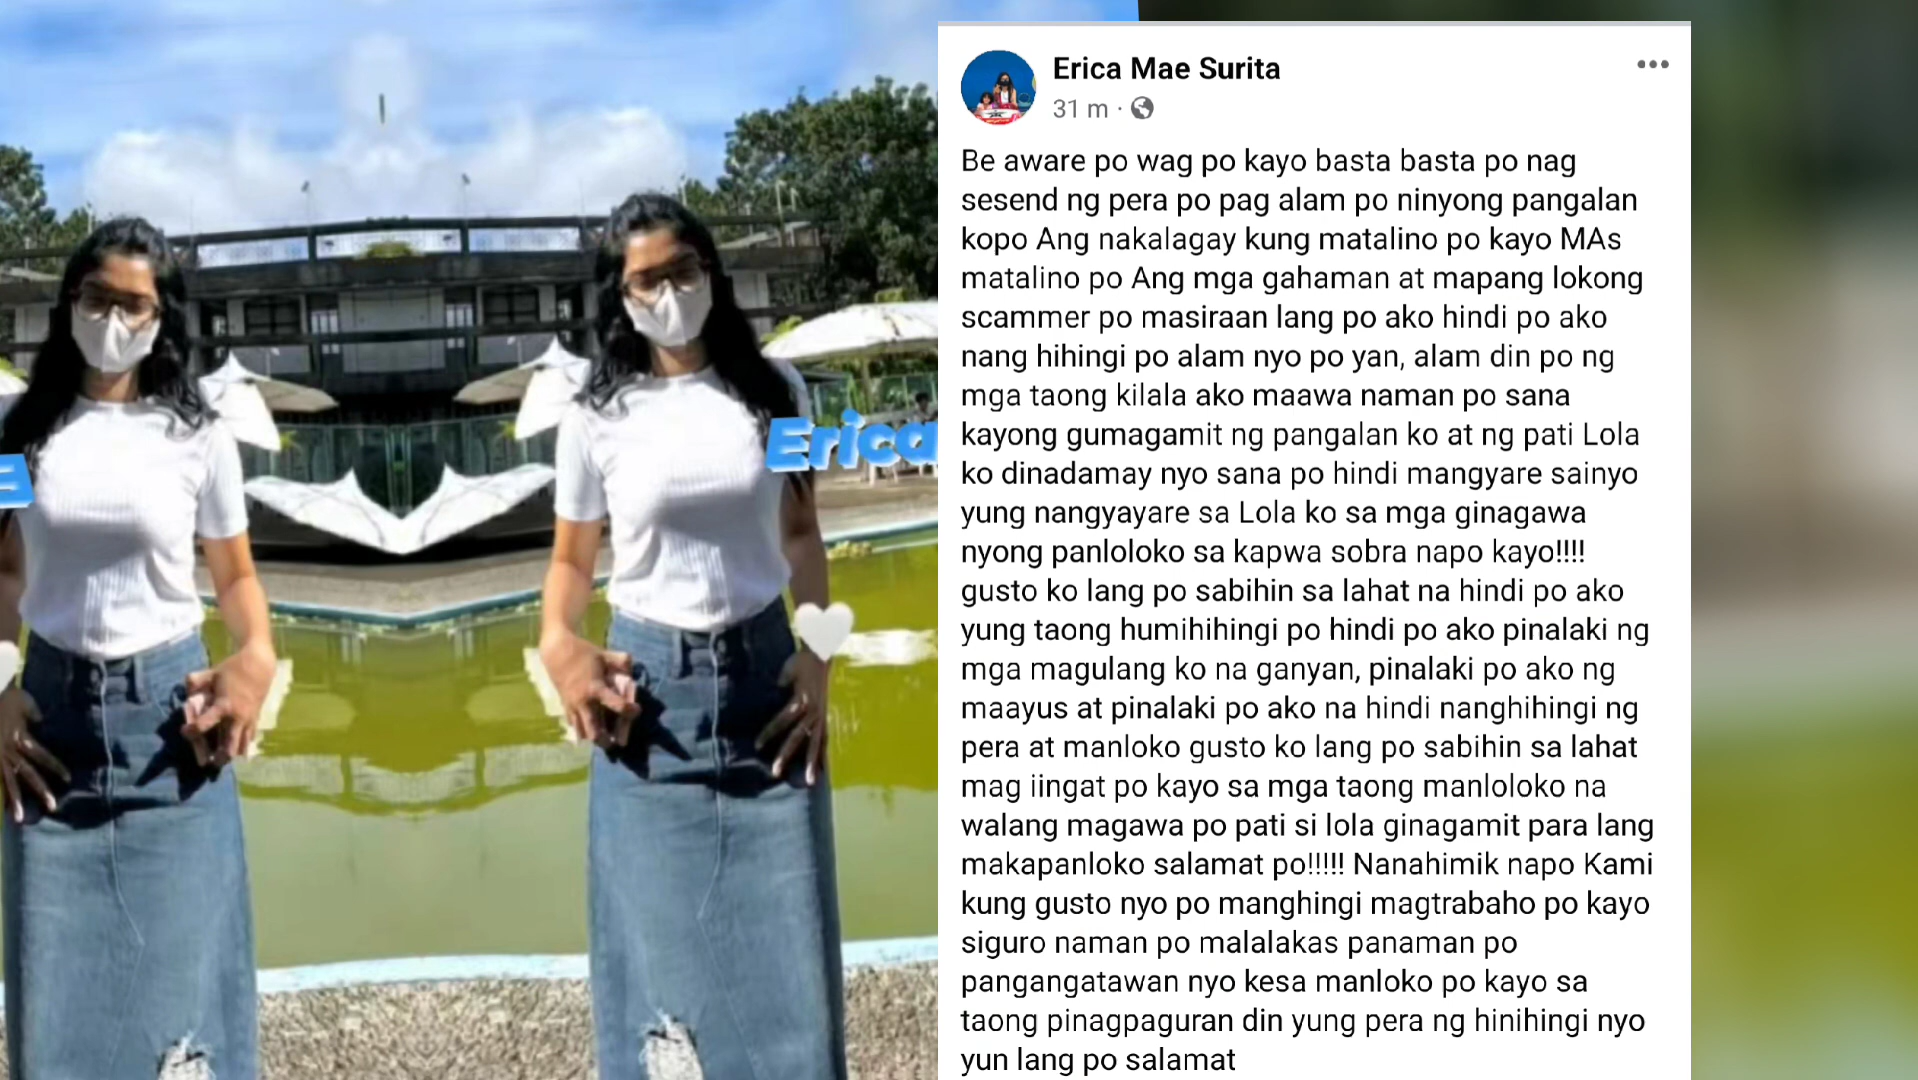 Erica Mae Surita
31 m ·
Be aware po wag po kayo basta basta po nag
sesend ng pera po pag alam po ninyong pangalan
kopo Ang nakalagay kung matalino po kayo MAs
matalino po Ang mga gahaman at mapang lokong
scammer po masiraan lang po ako hindi po ako
nang hihingi po alam nyo po yan, alam din po ng
mga taong kilala ako maawa naman po sana
kayong gumagamit ng pangalan ko at ng pati Lola
ko dinadamay nyo sana po hindi mangyare sainyo
yung nangyayare sa Lola ko sa mga ginagawa
nyong panloloko sa kapwa sobra napo kayo!!!!
gusto ko lang po sabihin sa lahat na hindi po ako
yung taong humihihingi po hindi po ako pinalaki ng
mga magulang ko na ganyan, pinalaki po ako ng
maayus at pinalaki po ako na hindi nanghihingi ng
pera at manloko gusto ko lang po sabihin sa lahat
mag iingat po kayo sa mga taong manloloko na
walang magawa po pati si lola ginagamit para lang
makapanloko salamat po!!!!! Nanahimik napo Kami
kung gusto nyo po manghingi magtrabaho po kayo
siguro naman po malalakas panaman po
pangangatawan nyo kesa manloko po kayo sa
taong pinagpaguran din yung pera ng hinihingi nyo
yun lang po salamat
Erica